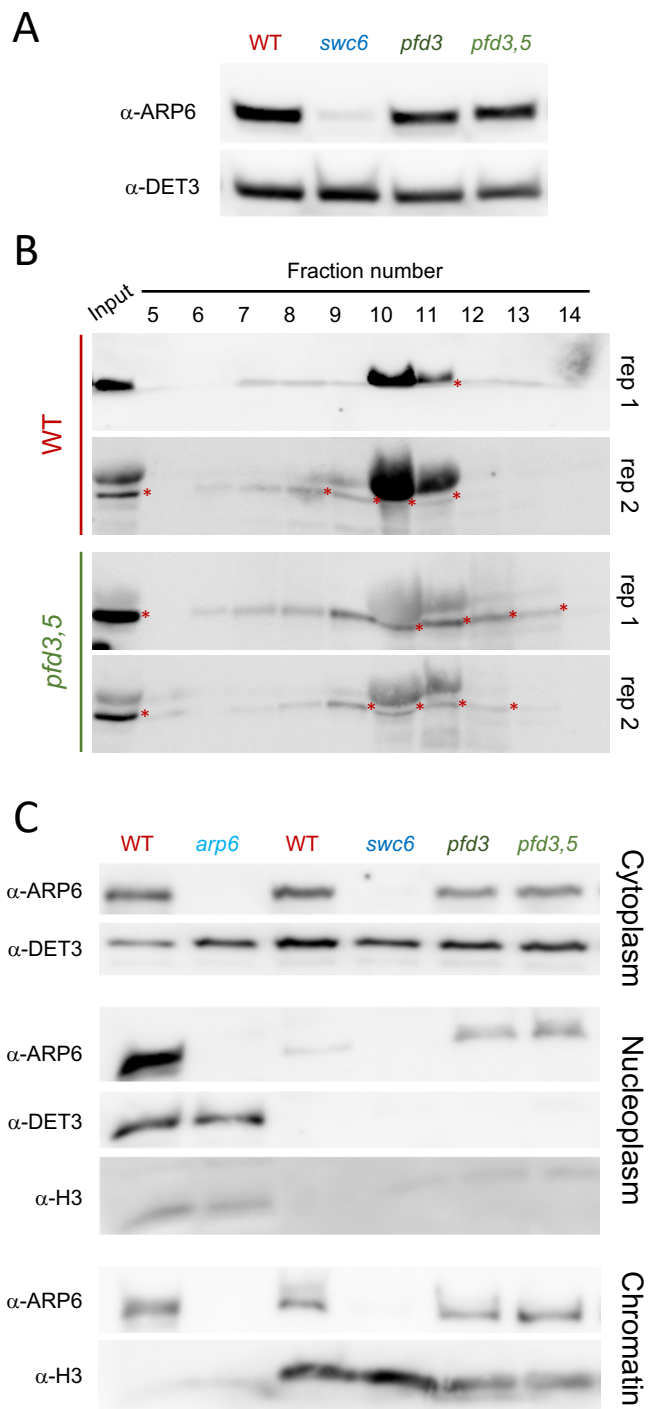 A
WT swc6 pfd3 pfd3,5
α-ARP6
α-DET3
B
Fraction number
Input 5 6 7 8 9 10 11 12 13 14
WT
rep 1
*
rep 2
* * * * *
pfd3,5
rep 1
* * * * *
rep 2
* * * * *
C
WT arp6 WT swc6 pfd3 pfd3,5
Cytoplasm
α-ARP6
α-DET3
Nucleoplasm
α-ARP6
α-DET3
α-H3
Chromatin
α-ARP6
α-H3